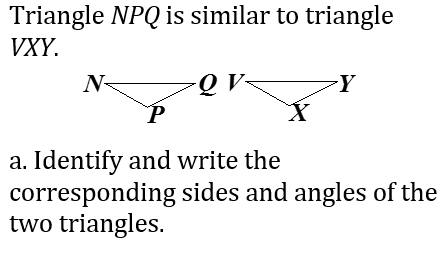 Triangle NPQ is similar to triangle
VXY.
N Q V Y
P X
a. Identify and write the
corresponding sides and angles of the
two triangles.